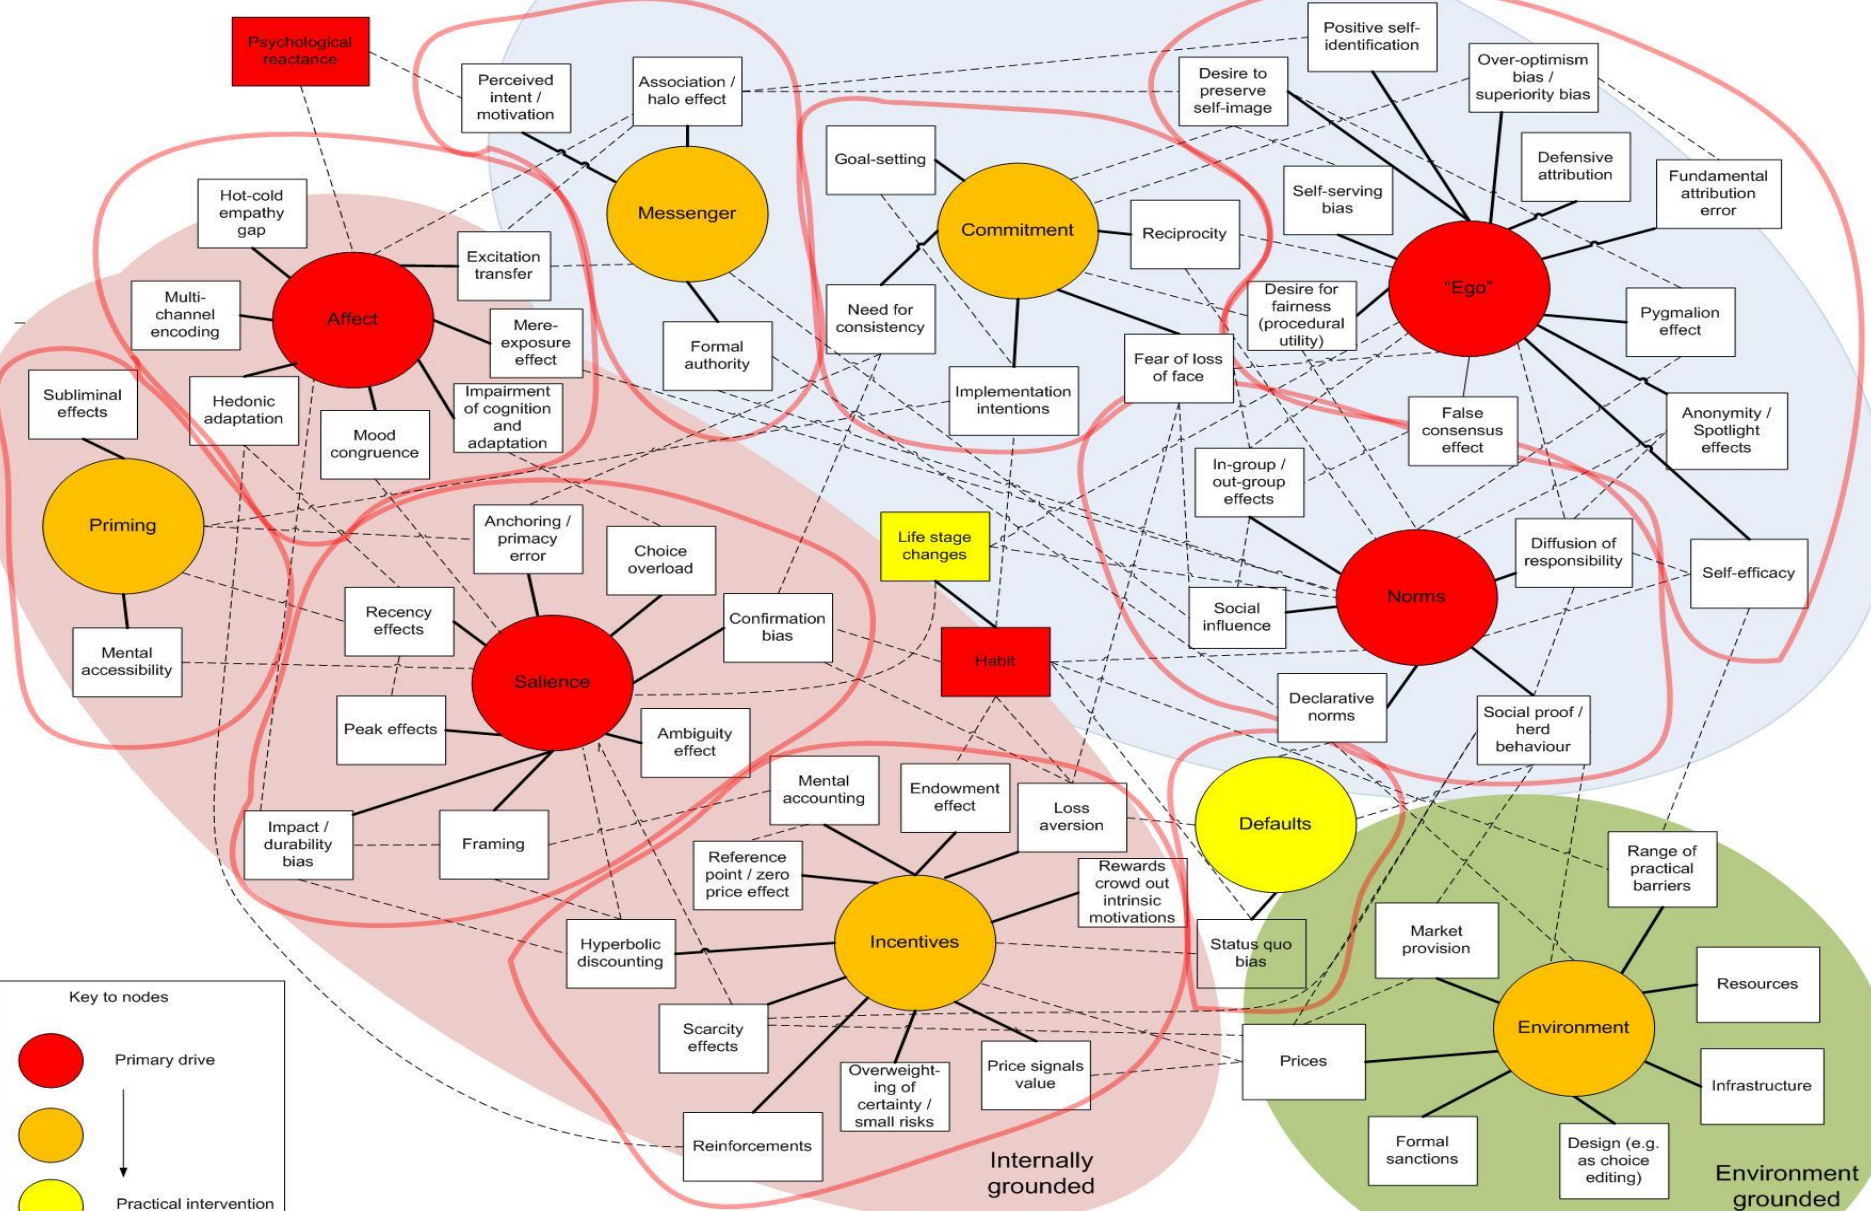 Psychological
reactance
Perceived
intent /
motivation
Association /
halo effect
Positive self-
identification
Desire to
preserve
self-image
Over-optimism
bias /
superiority bias
Goal-setting
Defensive
attribution
Fundamental
attribution
error
Self-serving
bias
Hot-cold
empathy
gap
Messenger
Commitment
Reciprocity
Excitation
transfer
Multi-
channel
encoding
Affect
Mere-
exposure
effect
Need for
consistency
Desire for
fairness
(procedural
utility)
"Ego"
Pygmalion
effect
Formal
authority
Fear of loss
of face
Subliminal
effects
Hedonic
adaptation
Mood
congruence
Impairment
of cognition
and
adaptation
Implementation
intentions
False
consensus
effect
Anonymity /
Spotlight
effects
In-group /
out-group
effects
Priming
Anchoring /
primacy
error
Choice
overload
Life stage
changes
Diffusion of
responsibility
Self-efficacy
Norms
Social
influence
Recency
effects
Confirmation
bias
Mental
accessibility
Salience
Habit
Declarative
norms
Social proof /
herd
behaviour
Peak effects
Ambiguity
effect
Mental
accounting
Endowment
effect
Loss
aversion
Defaults
Impact /
durability
bias
Framing
Reference
point / zero
price effect
Rewards
crowd out
intrinsic
motivations
Range of
practical
barriers
Hyperbolic
discounting
Incentives
Status quo
bias
Market
provision
Resources
Scarcity
effects
Environment
Overweight-
ing of
certainty /
small risks
Price signals
value
Prices
Infrastructure
Reinforcements
Formal
sanctions
Design (e.g.
as choice
editing)
Internally
grounded
Environment
grounded
Key to nodes
Primary drive
Practical intervention